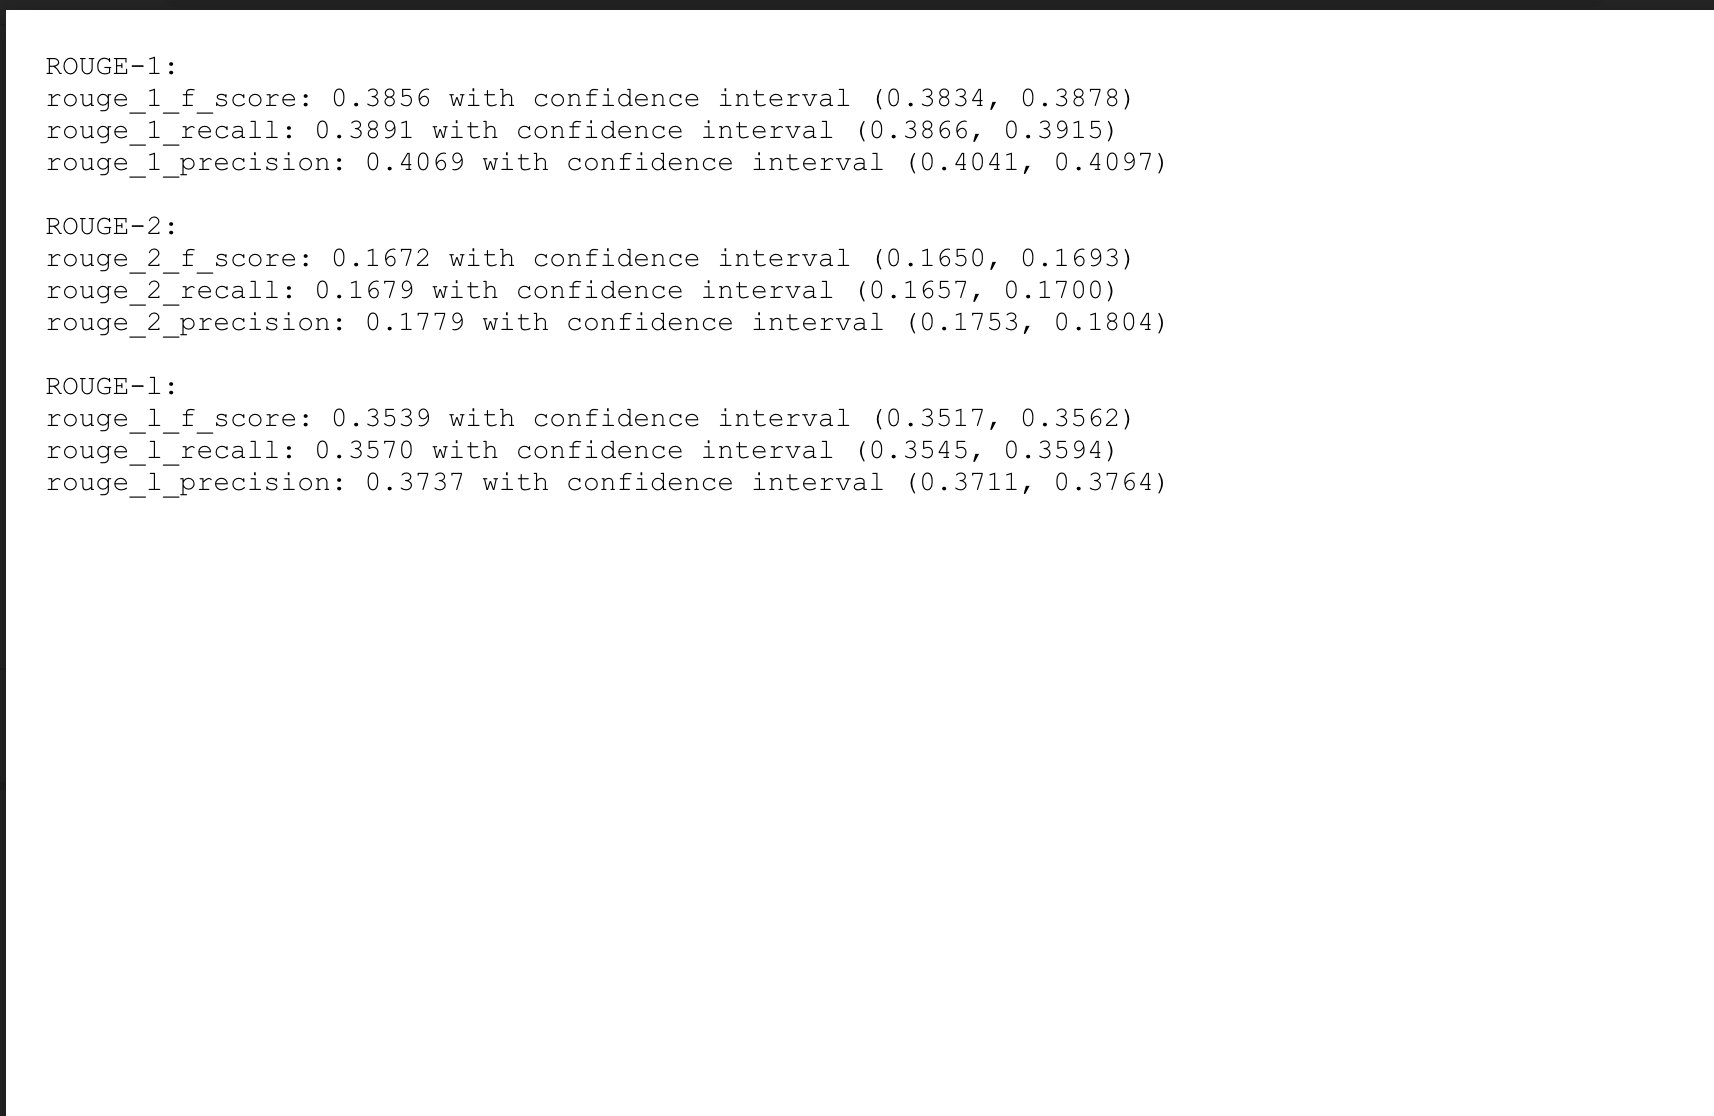 ROUGE-1:
rouge_1_f_score: 0.3856 with confidence interval (0.3834, 0.3878)
rouge_1_recall: 0.3891 with confidence interval (0.3866, 0.3915)
rouge_1_precision: 0.4069 with confidence interval (0.4041, 0.4097)
ROUGE-2:
rouge_2_f_score: 0.1672 with confidence interval (0.1650, 0.1693)
rouge_2_recall: 0.1679 with confidence interval (0.1657, 0.1700)
rouge_2_precision: 0.1779 with confidence interval (0.1753, 0.1804)
ROUGE-l:
rouge_l_f_score: 0.3539 with confidence interval (0.3517, 0.3562)
rouge_l_recall: 0.3570 with confidence interval (0.3545, 0.3594)
rouge_l_precision: 0.3737 with confidence interval (0.3711, 0.3764)